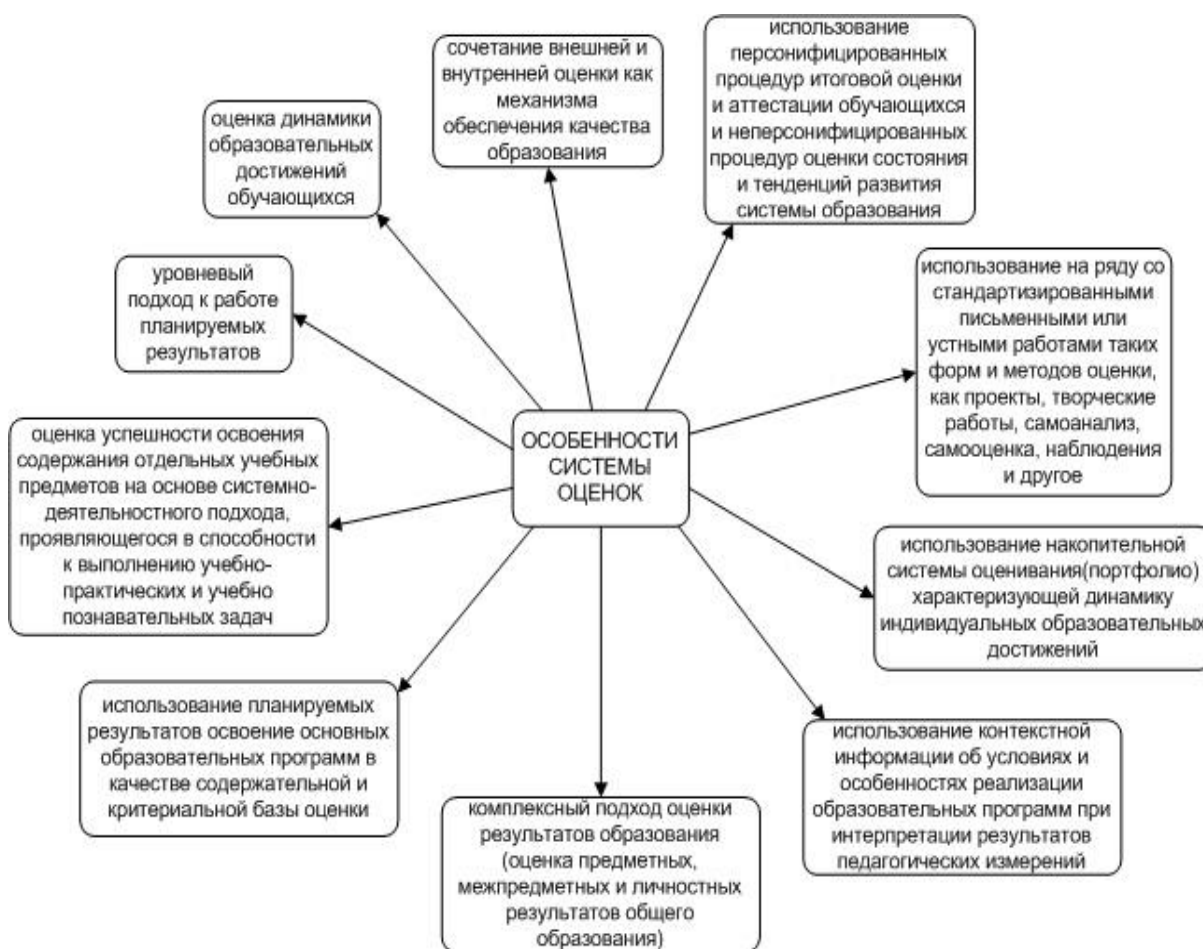 сочетание внешней и
внутренней оценки как
механизма
обеспечения качества
образования
использование
персонифицированных
процедур итоговой оценки
и аттестации обучающихся
и неперсонифицированных
процедур оценки состояния
и тенденций развития
системы образования
оценка динамики
образовательных
достижений
обучающихся
уровневый
подход к работе
планируемых
результатов
использование на ряду со
стандартизированными
письменными или
устными работами таких
форм и методов оценки,
как проекты, творческие
работы, самоанализ,
самооценка, наблюдения
и другое
ОСОБЕННОСТИ
СИСТЕМЫ
ОЦЕНОК
оценка успешности освоения
содержания отдельных учебных
предметов на основе системно-
деятельностного подхода,
проявляющегося в способности
к выполнению учебно-
практических и учебно
познавательных задач
использование накопительной
системы оценивания(портфолио)
характеризующей динамику
индивидуальных образовательных
достижений
использование планируемых
результатов освоение основных
образовательных программ в
качестве содержательной и
критериальной базы оценки
использование контекстной
информации об условиях и
особенностях реализации
образовательных программ при
интерпретации результатов
педагогических измерений
комплексный подход оценки
результатов образования
(оценка предметных,
межпредметных и личностных
результатов общего
образования)